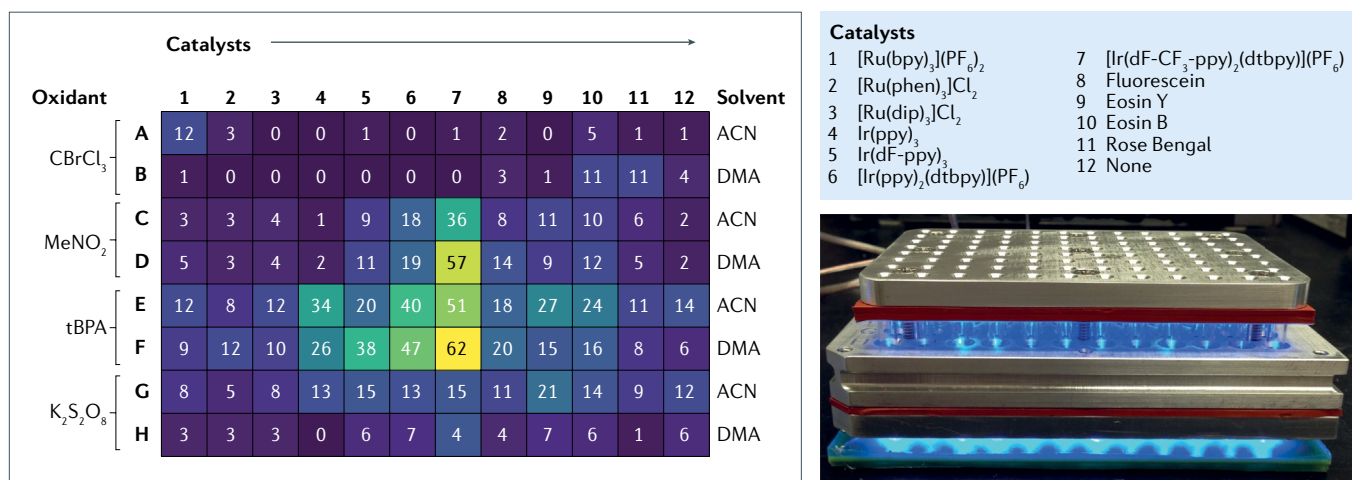 Catalysts
Oxidant 1 2 3 4 5 6 7 8 9 10 11 12 Solvent
CBrCl₃
A 12 3 0 0 1 0 1 2 0 5 1 1 ACN
B 1 0 0 0 0 0 0 3 1 11 11 4 DMA
MeNO₂
C 3 3 4 1 9 18 36 8 11 10 6 2 ACN
D 5 3 4 2 11 19 57 14 9 12 5 2 DMA
tBPA
E 12 8 12 34 20 40 51 18 27 24 11 14 ACN
F 9 12 10 26 38 47 62 20 15 16 8 6 DMA
K₂S₂O₈
G 8 5 8 13 15 13 15 11 21 14 9 12 ACN
H 3 3 3 0 6 7 4 4 7 6 1 6 DMA
Catalysts
1 [Ru(bpy)₃](PF₆)₂
2 [Ru(phen)₃]Cl₂
3 [Ru(dip)₃]Cl₂
4 Ir(ppy)₃
5 Ir(dF-ppy)₃
6 [Ir(ppy)₂(dtbpy)](PF₆)
7 [Ir(dF-CF₃-ppy)₂(dtbpy)](PF₆)
8 Fluorescein
9 Eosin Y
10 Eosin B
11 Rose Bengal
12 None